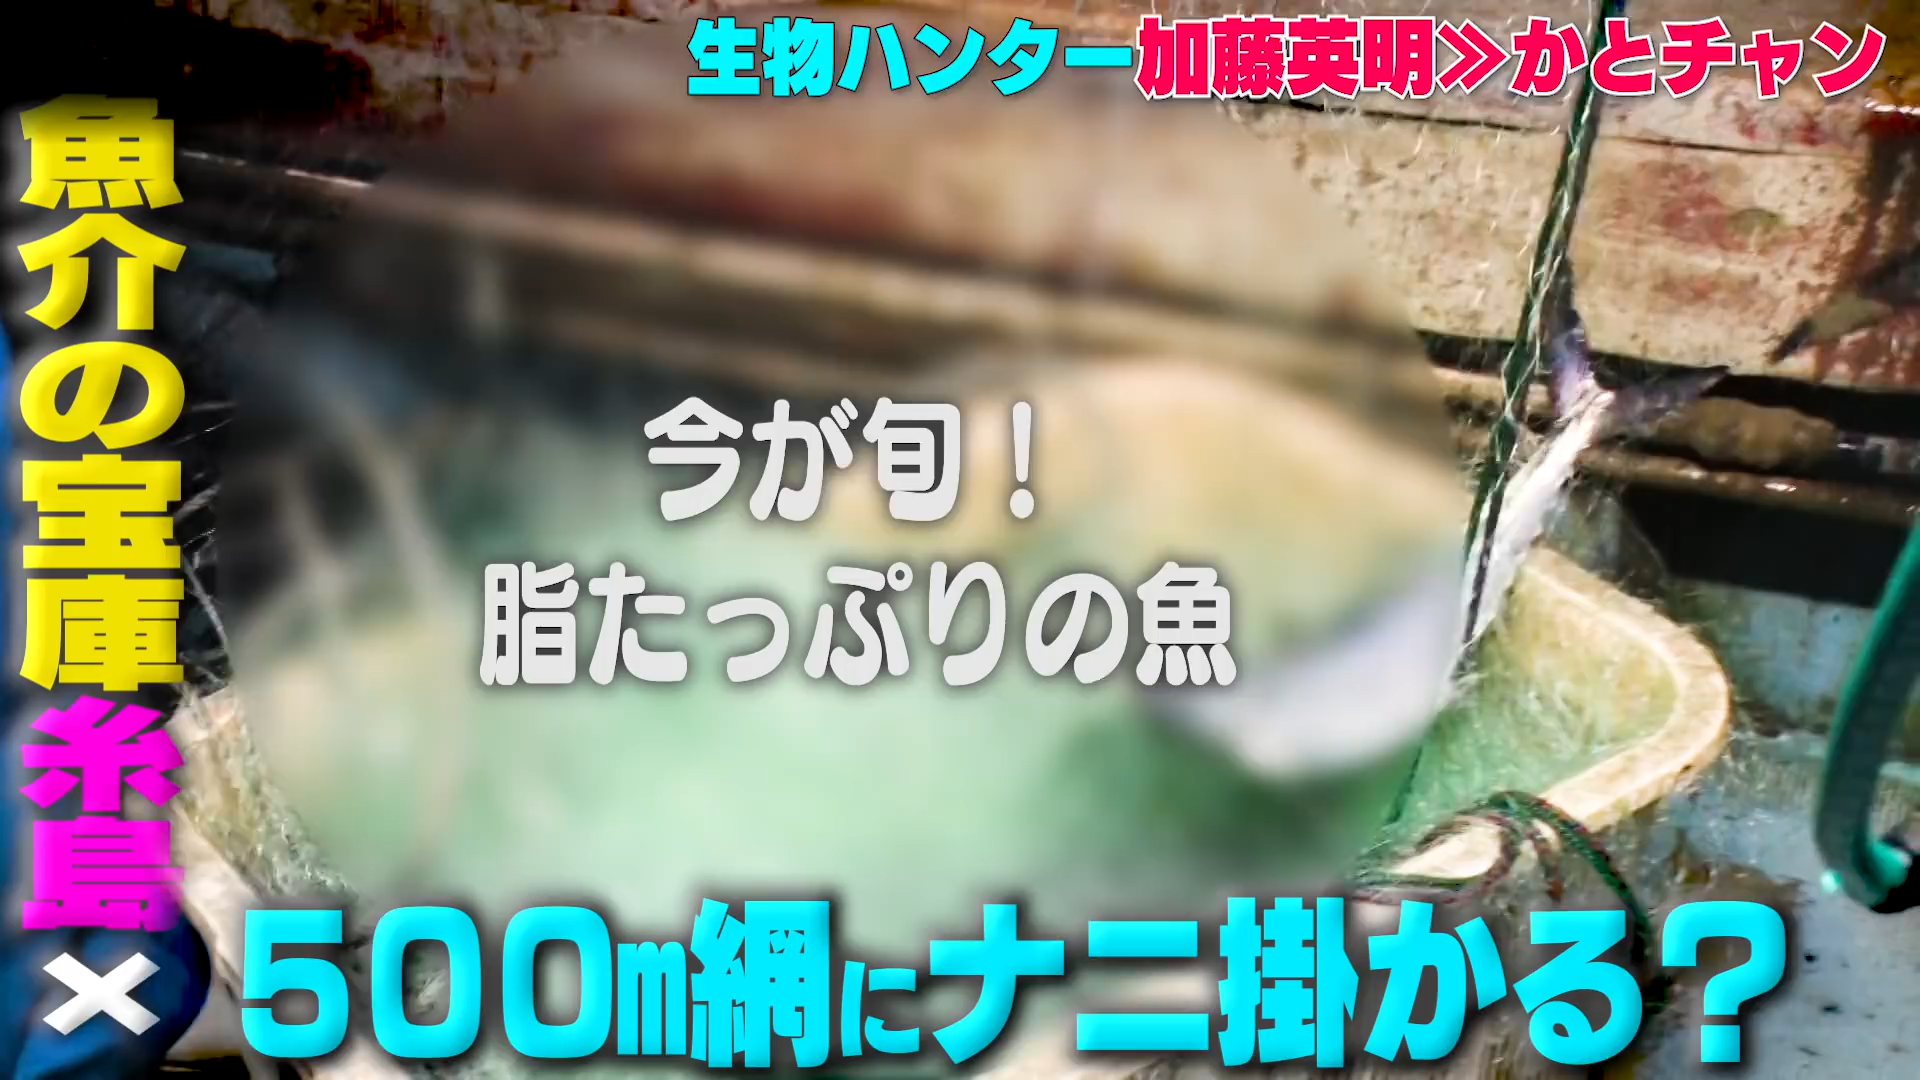 生物ハンター加藤英明≫かとチャン
魚介の宝庫糸島×
今が旬！
脂たっぷりの魚
500m網にナニ掛かる？